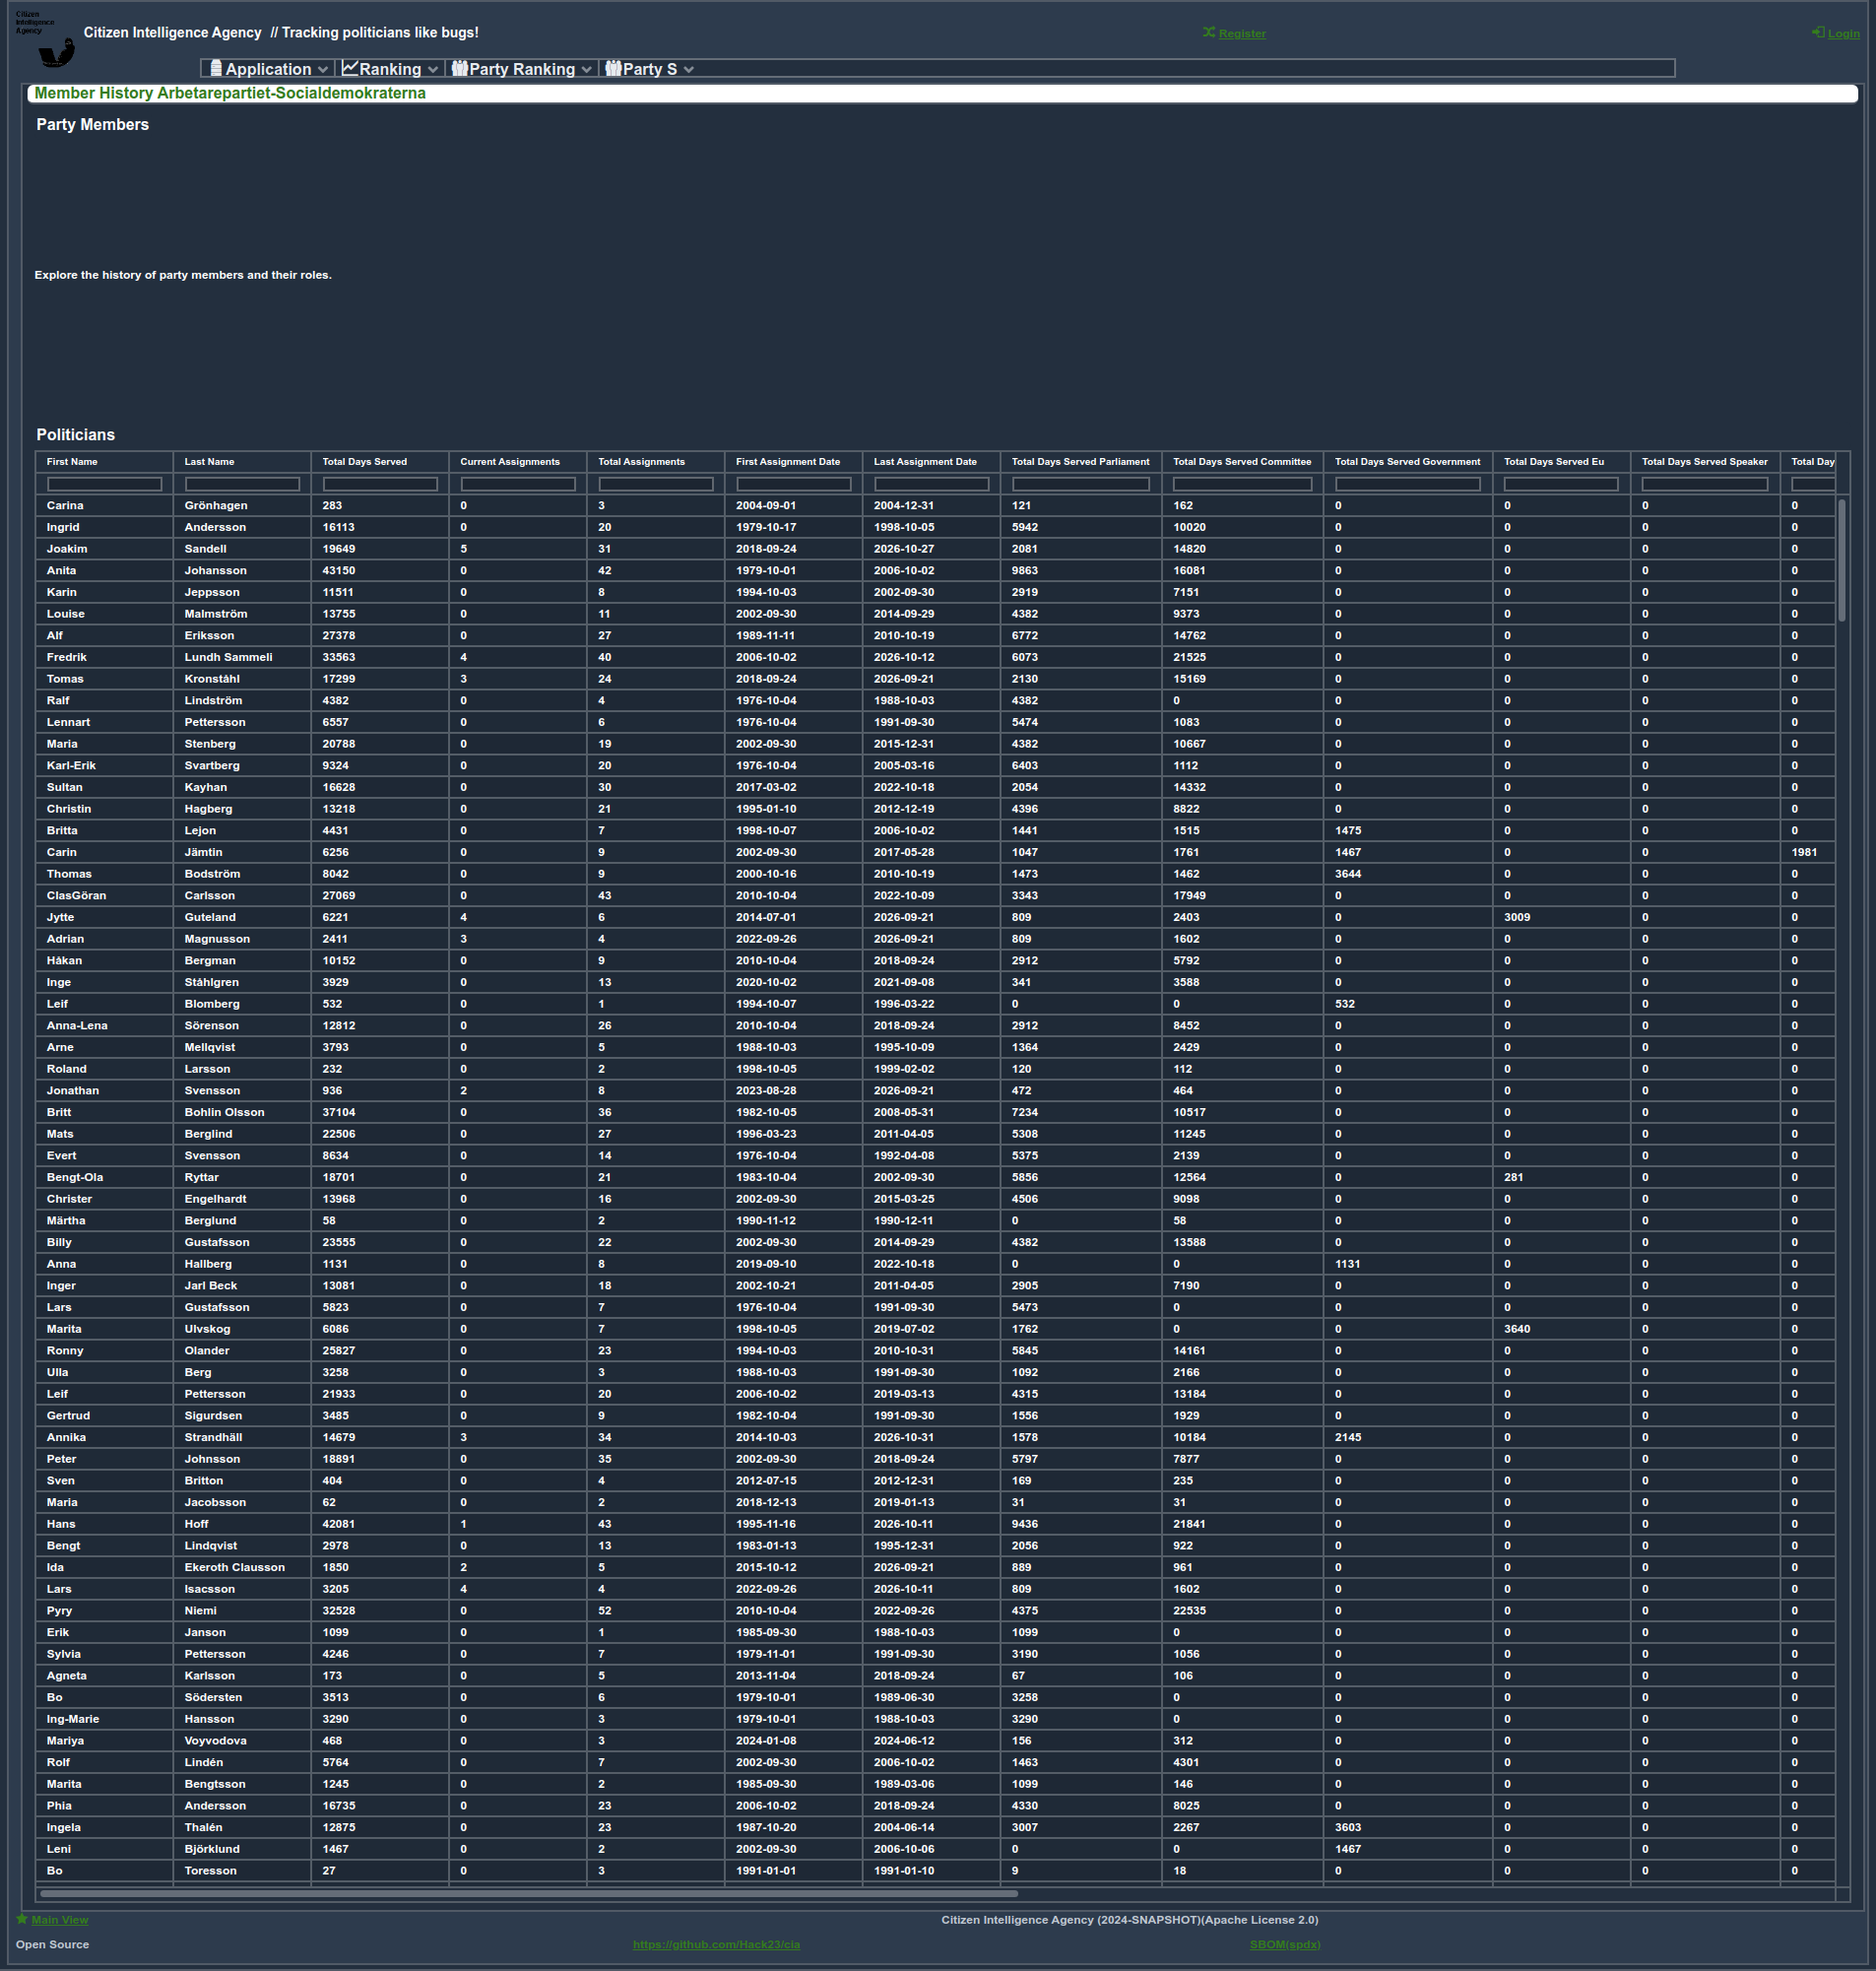 Citizen
Intelligence
Agency
Citizen Intelligence Agency // Tracking politicians like bugs!
Register
Login
Application Ranking Party Ranking Party S
Member History Arbetarepartiet-Socialdemokraterna
Party Members
Explore the history of party members and their roles.
Politicians
First Name Last Name Total Days Served Current Assignments Total Assignments First Assignment Date Last Assignment Date Total Days Served Parliament Total Days Served Committee Total Days Served Government Total Days Served Eu Total Days Served Speaker Total Day
Carina Grönhagen 283 0 3 2004-09-01 2004-12-31 121 162 0 0 0 0
Ingrid Andersson 16113 0 20 1979-10-17 1998-10-05 5942 10020 0 0 0 0
Joakim Sandell 19649 5 31 2018-09-24 2026-10-27 2081 14820 0 0 0 0
Anita Johansson 43150 0 42 1979-10-01 2006-10-02 9863 16081 0 0 0 0
Karin Jeppsson 11511 0 8 1994-10-03 2002-09-30 2919 7151 0 0 0 0
Louise Malmström 13755 0 11 2002-09-30 2014-09-29 4382 9373 0 0 0 0
Alf Eriksson 27378 0 27 1989-11-11 2010-10-19 6772 14762 0 0 0 0
Fredrik Lundh Sammeli 33563 4 40 2006-10-02 2026-10-12 6073 21525 0 0 0 0
Tomas Kronståhl 17299 3 24 2018-09-24 2026-09-21 2130 15169 0 0 0 0
Ralf Lindström 4382 0 4 1976-10-04 1988-10-03 4382 0 0 0 0 0
Lennart Pettersson 6557 0 6 1976-10-04 1991-09-30 5474 1083 0 0 0 0
Maria Stenberg 20788 0 19 2002-09-30 2015-12-31 4382 10667 0 0 0 0
Karl-Erik Svartberg 9324 0 20 1976-10-04 2005-03-16 6403 1112 0 0 0 0
Sultan Kayhan 16628 0 30 2017-03-02 2022-10-18 2054 14332 0 0 0 0
Christin Hagberg 13218 0 21 1995-01-10 2012-12-19 4396 8822 0 0 0 0
Britta Lejon 4431 0 7 1998-10-07 2006-10-02 1441 1515 1475 0 0 0
Carin Jämtin 6256 0 9 2002-09-30 2017-05-28 1047 1761 1467 0 0 1981
Thomas Bodström 8042 0 9 2000-10-16 2010-10-19 1473 1462 3644 0 0 0
ClasGöran Carlsson 27069 0 43 2010-10-04 2022-10-09 3343 17949 0 0 0 0
Jytte Guteland 6221 4 6 2014-07-01 2026-09-21 809 2403 0 3009 0 0
Adrian Magnusson 2411 3 4 2022-09-26 2026-09-21 809 1602 0 0 0 0
Håkan Bergman 10152 0 9 2010-10-04 2018-09-24 2912 5792 0 0 0 0
Inge Ståhlgren 3929 0 13 2020-10-02 2021-09-08 341 3588 0 0 0 0
Leif Blomberg 532 0 1 1994-10-07 1996-03-22 0 0 532 0 0 0
Anna-Lena Sörenson 12812 0 26 2010-10-04 2018-09-24 2912 8452 0 0 0 0
Arne Mellqvist 3793 0 5 1988-10-03 1995-10-09 1364 2429 0 0 0 0
Roland Larsson 232 0 2 1998-10-05 1999-02-02 120 112 0 0 0 0
Jonathan Svensson 936 2 8 2023-08-28 2026-09-21 472 464 0 0 0 0
Britt Bohlin Olsson 37104 0 36 1982-10-05 2008-05-31 7234 10517 0 0 0 0
Mats Berglind 22506 0 27 1996-03-23 2011-04-05 5308 11245 0 0 0 0
Evert Svensson 8634 0 14 1976-10-04 1992-04-08 5375 2139 0 0 0 0
Bengt-Ola Ryttar 18701 0 21 1983-10-04 2002-09-30 5856 12564 0 281 0 0
Christer Engelhardt 13968 0 16 2002-09-30 2015-03-25 4506 9098 0 0 0 0
Märtha Berglund 58 0 2 1990-11-12 1990-12-11 0 58 0 0 0 0
Billy Gustafsson 23555 0 22 2002-09-30 2014-09-29 4382 13588 0 0 0 0
Anna Hallberg 1131 0 8 2019-09-10 2022-10-18 0 0 1131 0 0 0
Inger Jarl Beck 13081 0 18 2002-10-21 2011-04-05 2905 7190 0 0 0 0
Lars Gustafsson 5823 0 7 1976-10-04 1991-09-30 5473 0 0 0 0 0
Marita Ulvskog 6086 0 7 1998-10-05 2019-07-02 1762 0 0 3640 0 0
Ronny Olander 25827 0 23 1994-10-03 2010-10-31 5845 14161 0 0 0 0
Ulla Berg 3258 0 3 1988-10-03 1991-09-30 1092 2166 0 0 0 0
Leif Pettersson 21933 0 20 2006-10-02 2019-03-13 4315 13184 0 0 0 0
Gertrud Sigurdsen 3485 0 9 1982-10-04 1991-09-30 1556 1929 0 0 0 0
Annika Strandhäll 14679 3 34 2014-10-03 2026-10-31 1578 10184 2145 0 0 0
Peter Johnsson 18891 0 35 2002-09-30 2018-09-24 5797 7877 0 0 0 0
Sven Britton 404 0 4 2012-07-15 2012-12-31 169 235 0 0 0 0
Maria Jacobsson 62 0 2 2018-12-13 2019-01-13 31 31 0 0 0 0
Hans Hoff 42081 1 43 1995-11-16 2026-10-11 9436 21841 0 0 0 0
Bengt Lindqvist 2978 0 13 1983-01-13 1995-12-31 2056 922 0 0 0 0
Ida Ekeroth Clausson 1850 2 5 2015-10-12 2026-09-21 889 961 0 0 0 0
Lars Isacsson 3205 4 4 2022-09-26 2026-10-11 809 1602 0 0 0 0
Pyry Niemi 32528 0 52 2010-10-04 2022-09-26 4375 22535 0 0 0 0
Erik Janson 1099 0 1 1985-09-30 1988-10-03 1099 0 0 0 0 0
Sylvia Pettersson 4246 0 7 1979-11-01 1991-09-30 3190 1056 0 0 0 0
Agneta Karlsson 173 0 5 2013-11-04 2018-09-24 67 106 0 0 0 0
Bo Södersten 3513 0 6 1979-10-01 1989-06-30 3258 0 0 0 0 0
Ing-Marie Hansson 3290 0 3 1979-10-01 1988-10-03 3290 0 0 0 0 0
Mariya Voyvodova 468 0 3 2024-01-08 2024-06-12 156 312 0 0 0 0
Rolf Lindén 5764 0 7 2002-09-30 2006-10-02 1463 4301 0 0 0 0
Marita Bengtsson 1245 0 2 1985-09-30 1989-03-06 1099 146 0 0 0 0
Phia Andersson 16735 0 23 2006-10-02 2018-09-24 4330 8025 0 0 0 0
Ingela Thalén 12875 0 23 1987-10-20 2004-06-14 3007 2267 3603 0 0 0
Leni Björklund 1467 0 2 2002-09-30 2006-10-06 0 0 1467 0 0 0
Bo Toresson 27 0 3 1991-01-01 1991-01-10 9 18 0 0 0 0
Main View
Citizen Intelligence Agency (2024-SNAPSHOT)(Apache License 2.0)
Open Source
https://github.com/Hack23/cia
SBOM(spdx)